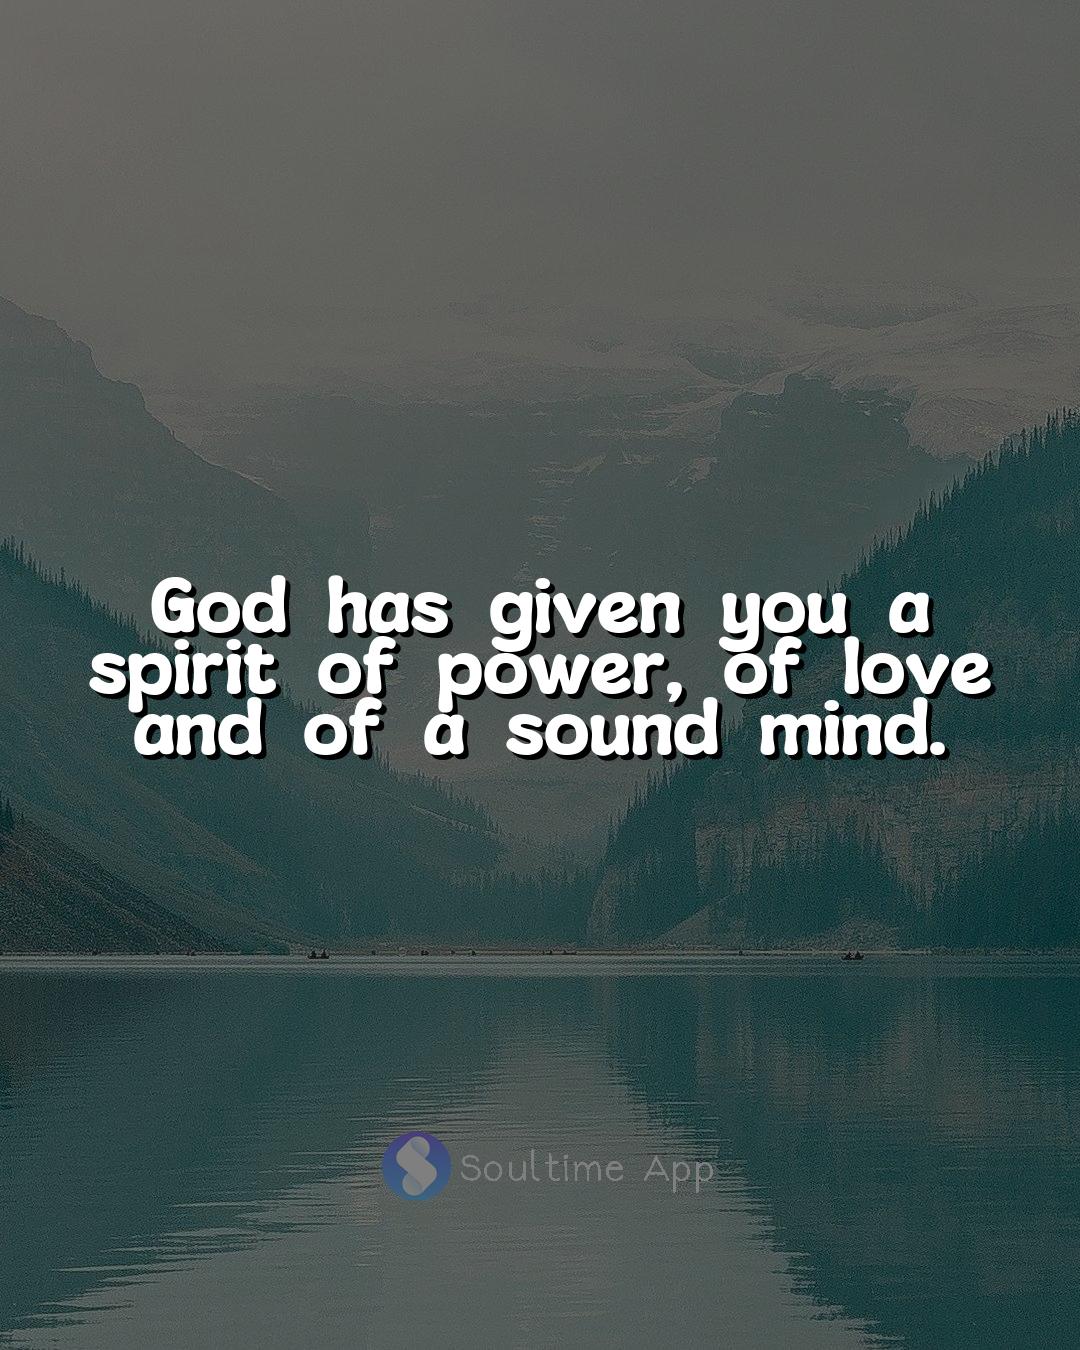 God has given you a
spirit of power, of love
and of a sound mind.
Soultime App